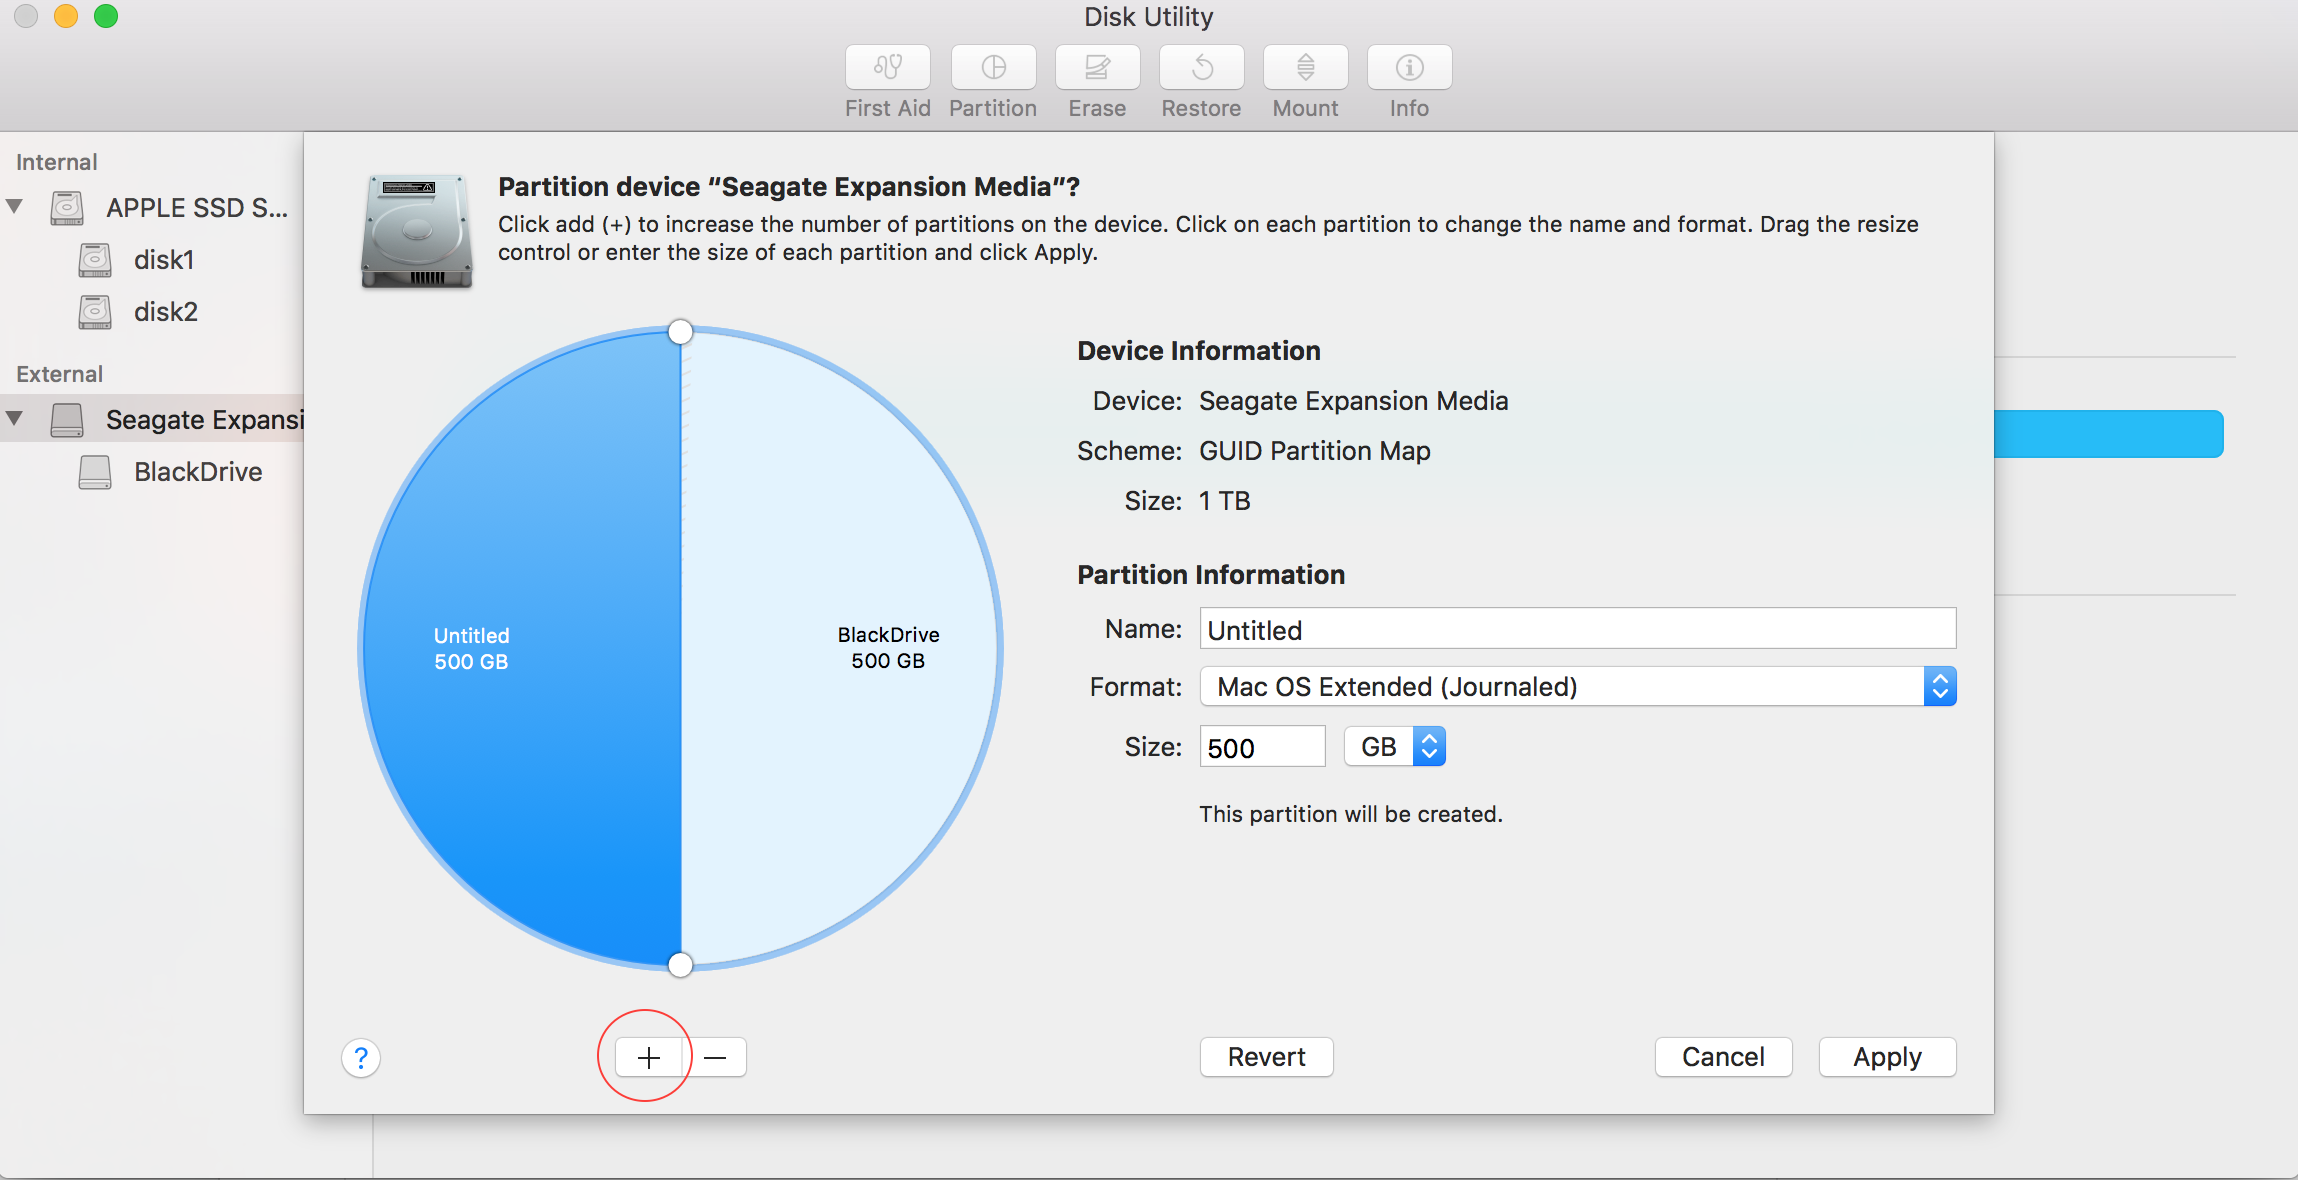 Disk Utility
First Aid
Partition
Erase
Restore
Mount
Info
Internal
APPLE SSD S...
disk1
disk2
External
Seagate Expansi
BlackDrive
Partition device “Seagate Expansion Media”?
Click add (+) to increase the number of partitions on the device. Click on each partition to change the name and format. Drag the resize
control or enter the size of each partition and click Apply.
Untitled
500 GB
BlackDrive
500 GB
Device Information
Device: Seagate Expansion Media
Scheme: GUID Partition Map
Size: 1 TB
Partition Information
Name: Untitled
Format: Mac OS Extended (Journaled)
Size: 500 GB
This partition will be created.
?
+ −
Revert
Cancel
Apply